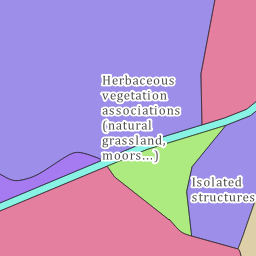 Herbaceous
vegetation
associations
(natural
grassland,
moors...)
Isolated
structures